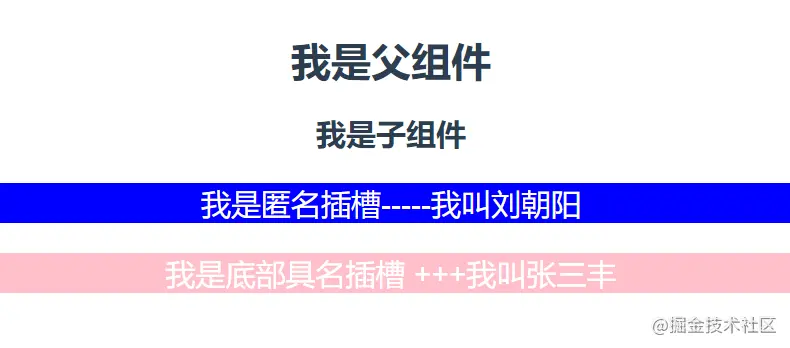 我是父组件
我是子组件
我是匿名插槽-----我叫刘朝阳
我是底部具名插槽 +++我叫张三丰
@掘金技术社区